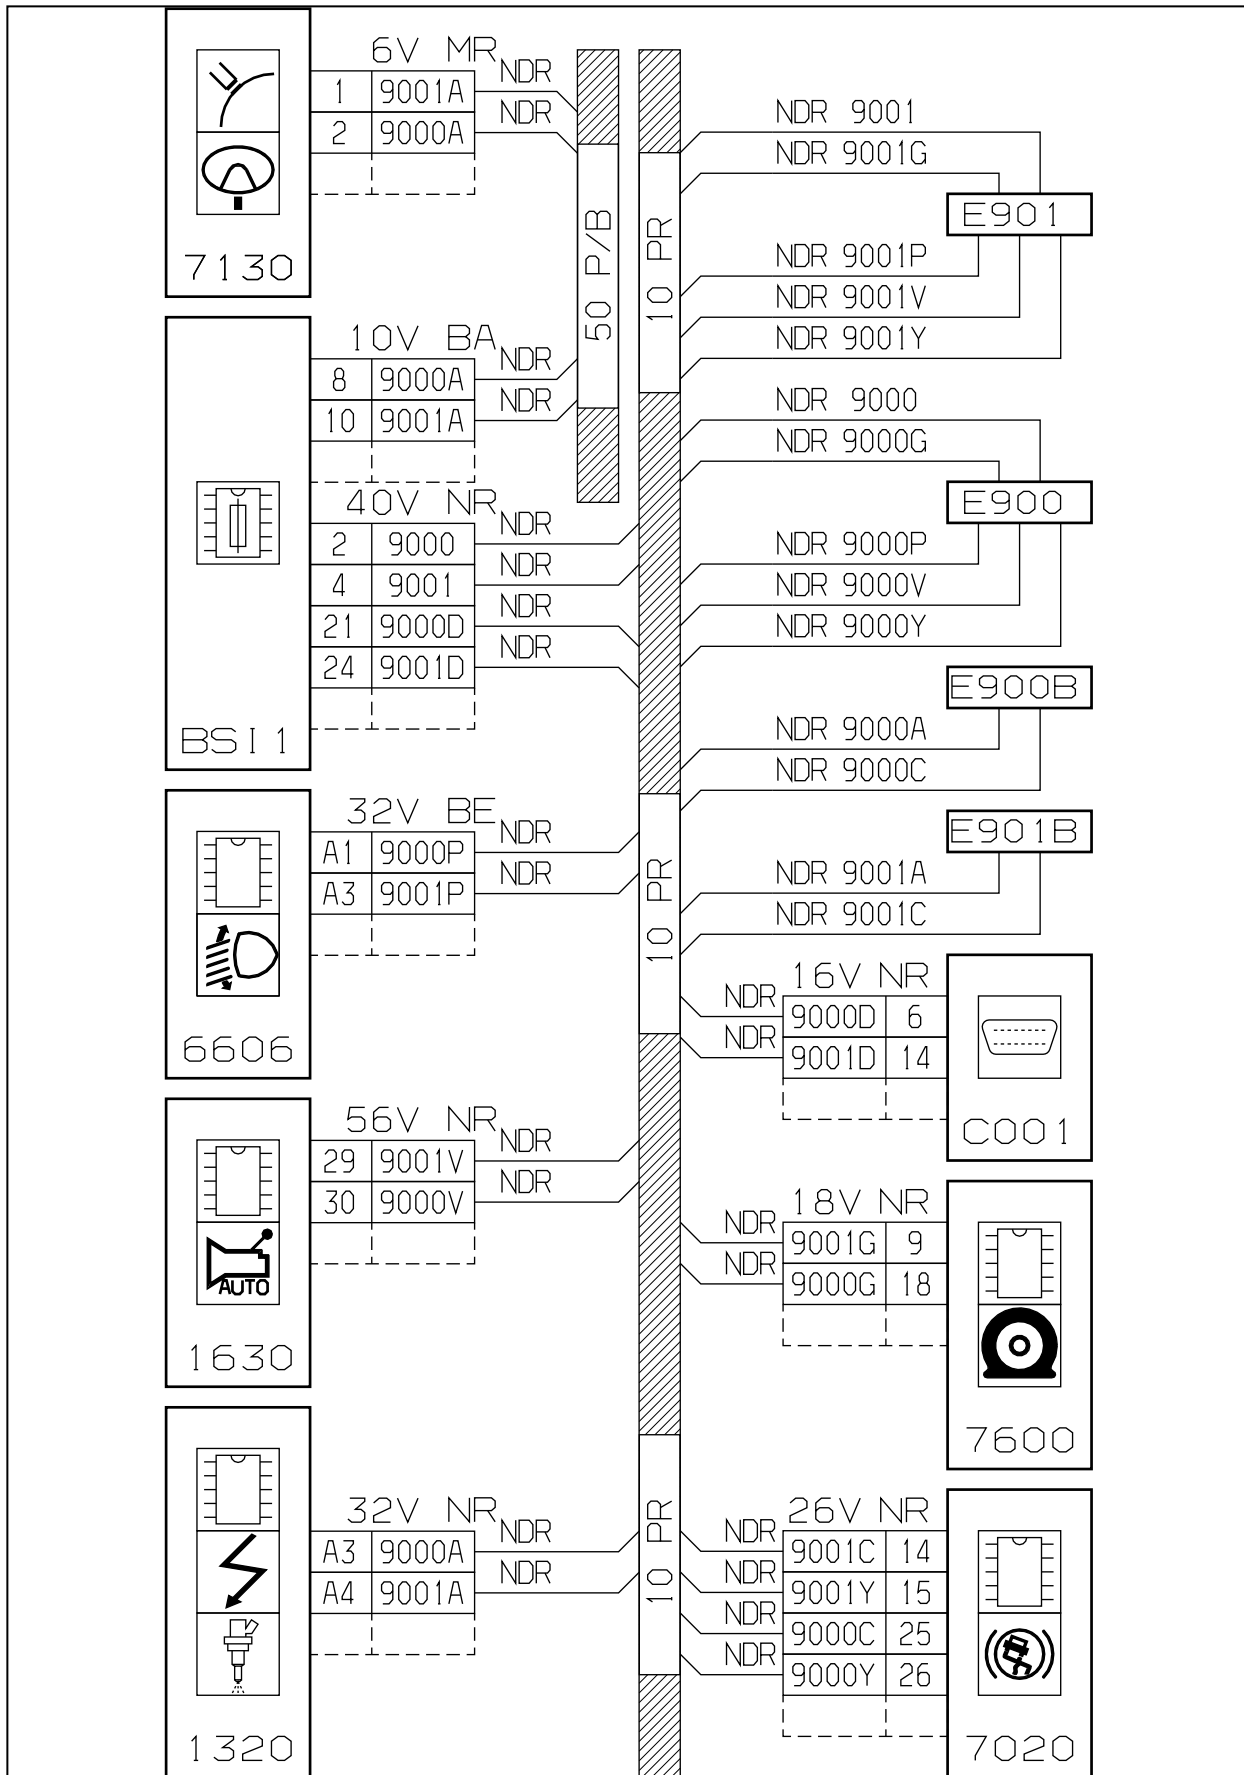 6V MR
1 9001A NDR
2 9000A NDR
7130
50 P/B
10 PR
NDR 9001
NDR 9001G
E901
NDR 9001P
NDR 9001V
NDR 9001Y
10V BA
8 9000A NDR
10 9001A NDR
40V NR
2 9000 NDR
4 9001 NDR
21 9000D NDR
24 9001D NDR
BSI1
NDR 9000
NDR 9000G
E900
NDR 9000P
NDR 9000V
NDR 9000Y
E900B
NDR 9000A
NDR 9000C
E901B
NDR 9001A
NDR 9001C
32V BE
A1 9000P NDR
A3 9001P NDR
6606
10 PR
16V NR
NDR 9000D 6
NDR 9001D 14
C001
56V NR
29 9001V NDR
30 9000V NDR
AUTO
1630
18V NR
NDR 9001G 9
NDR 9000G 18
7600
32V NR
A3 9000A NDR
A4 9001A NDR
1320
10 PR
26V NR
NDR 9001C 14
NDR 9001Y 15
NDR 9000C 25
NDR 9000Y 26
7020